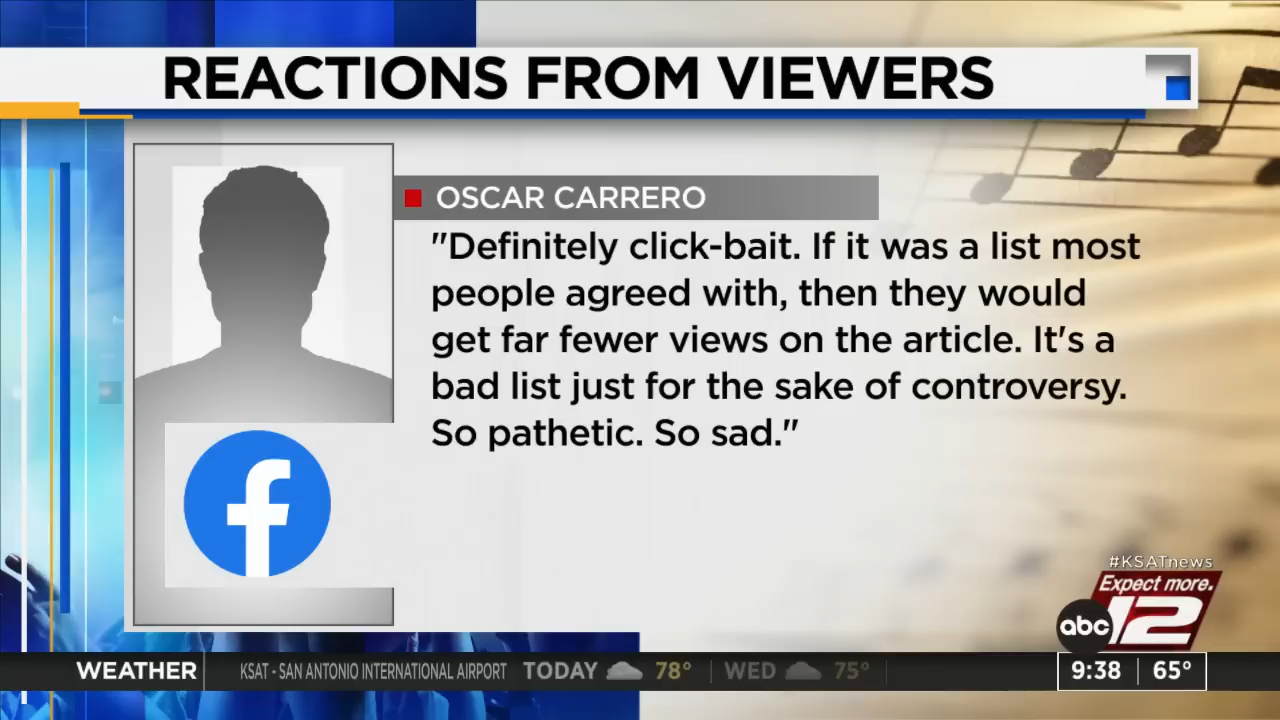 REACTIONS FROM VIEWERS
OSCAR CARRERO
"Definitely click-bait. If it was a list most
people agreed with, then they would
get far fewer views on the article. It's a
bad list just for the sake of controversy.
So pathetic. So sad."
f
#KSATnews
Expect more.
abc 12
WEATHER KSAT - SAN ANTONIO INTERNATIONAL AIRPORT TODAY 78° WED 75° 9:38 65°